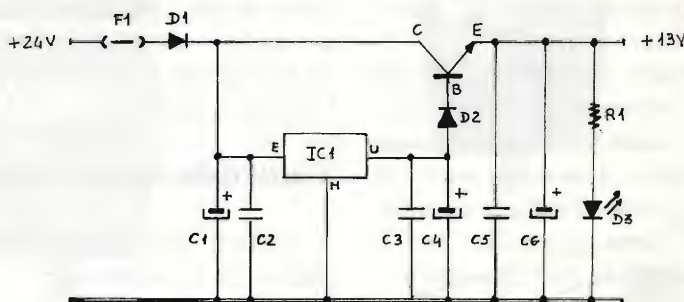 F1 D1 C E
+24V +13V
B
D2 R1
E IC1 U
M
+ + +
C1 C2 C3 C4 C5 C6 D3